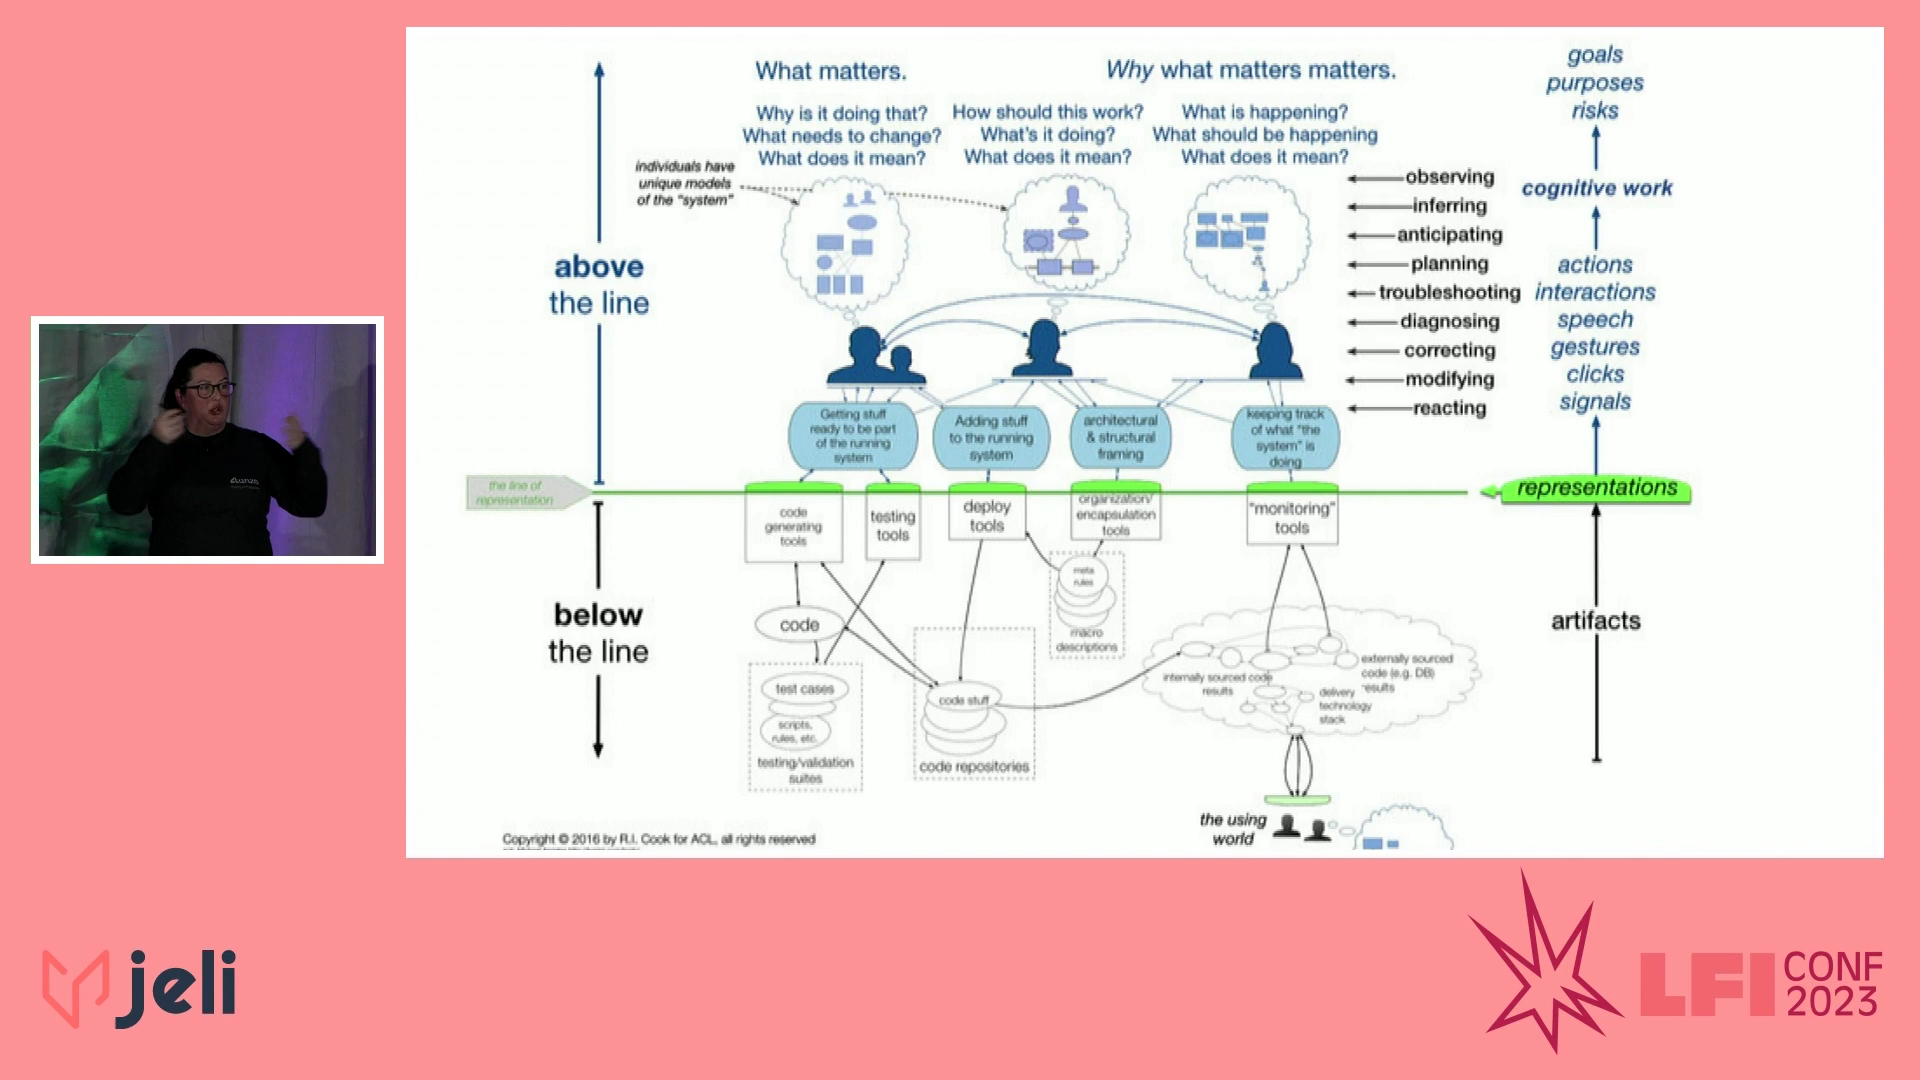 What matters.
Why what matters matters.
goals
purposes
risks
Why is it doing that?
What needs to change?
What does it mean?
How should this work?
What's it doing?
What does it mean?
What is happening?
What should be happening
What does it mean?
individuals have
unique models
of the "system"
observing
inferring
anticipating
planning
troubleshooting
diagnosing
correcting
modifying
reacting
cognitive work
actions
interactions
speech
gestures
clicks
signals
above
the line
Getting stuff
ready to be part
of the running
system
Adding stuff
to the running
system
architectural
& structural
framing
keeping track
of what "the
system" is
doing
the line of
representation
representations
code
generating
tools
testing
tools
deploy
tools
organization/
encapsulation
tools
"monitoring"
tools
meta
rules
macro
descriptions
below
the line
code
artifacts
test cases
scripts,
rules, etc.
testing/validation
suites
code stuff
code repositories
internally sourced code
results
externally sourced
code (e.g. DB)
results
delivery
technology
stack
the using
world
Copyright © 2016 by R.I. Cook for ACL, all rights reserved
jeli
LFI
CONF
2023